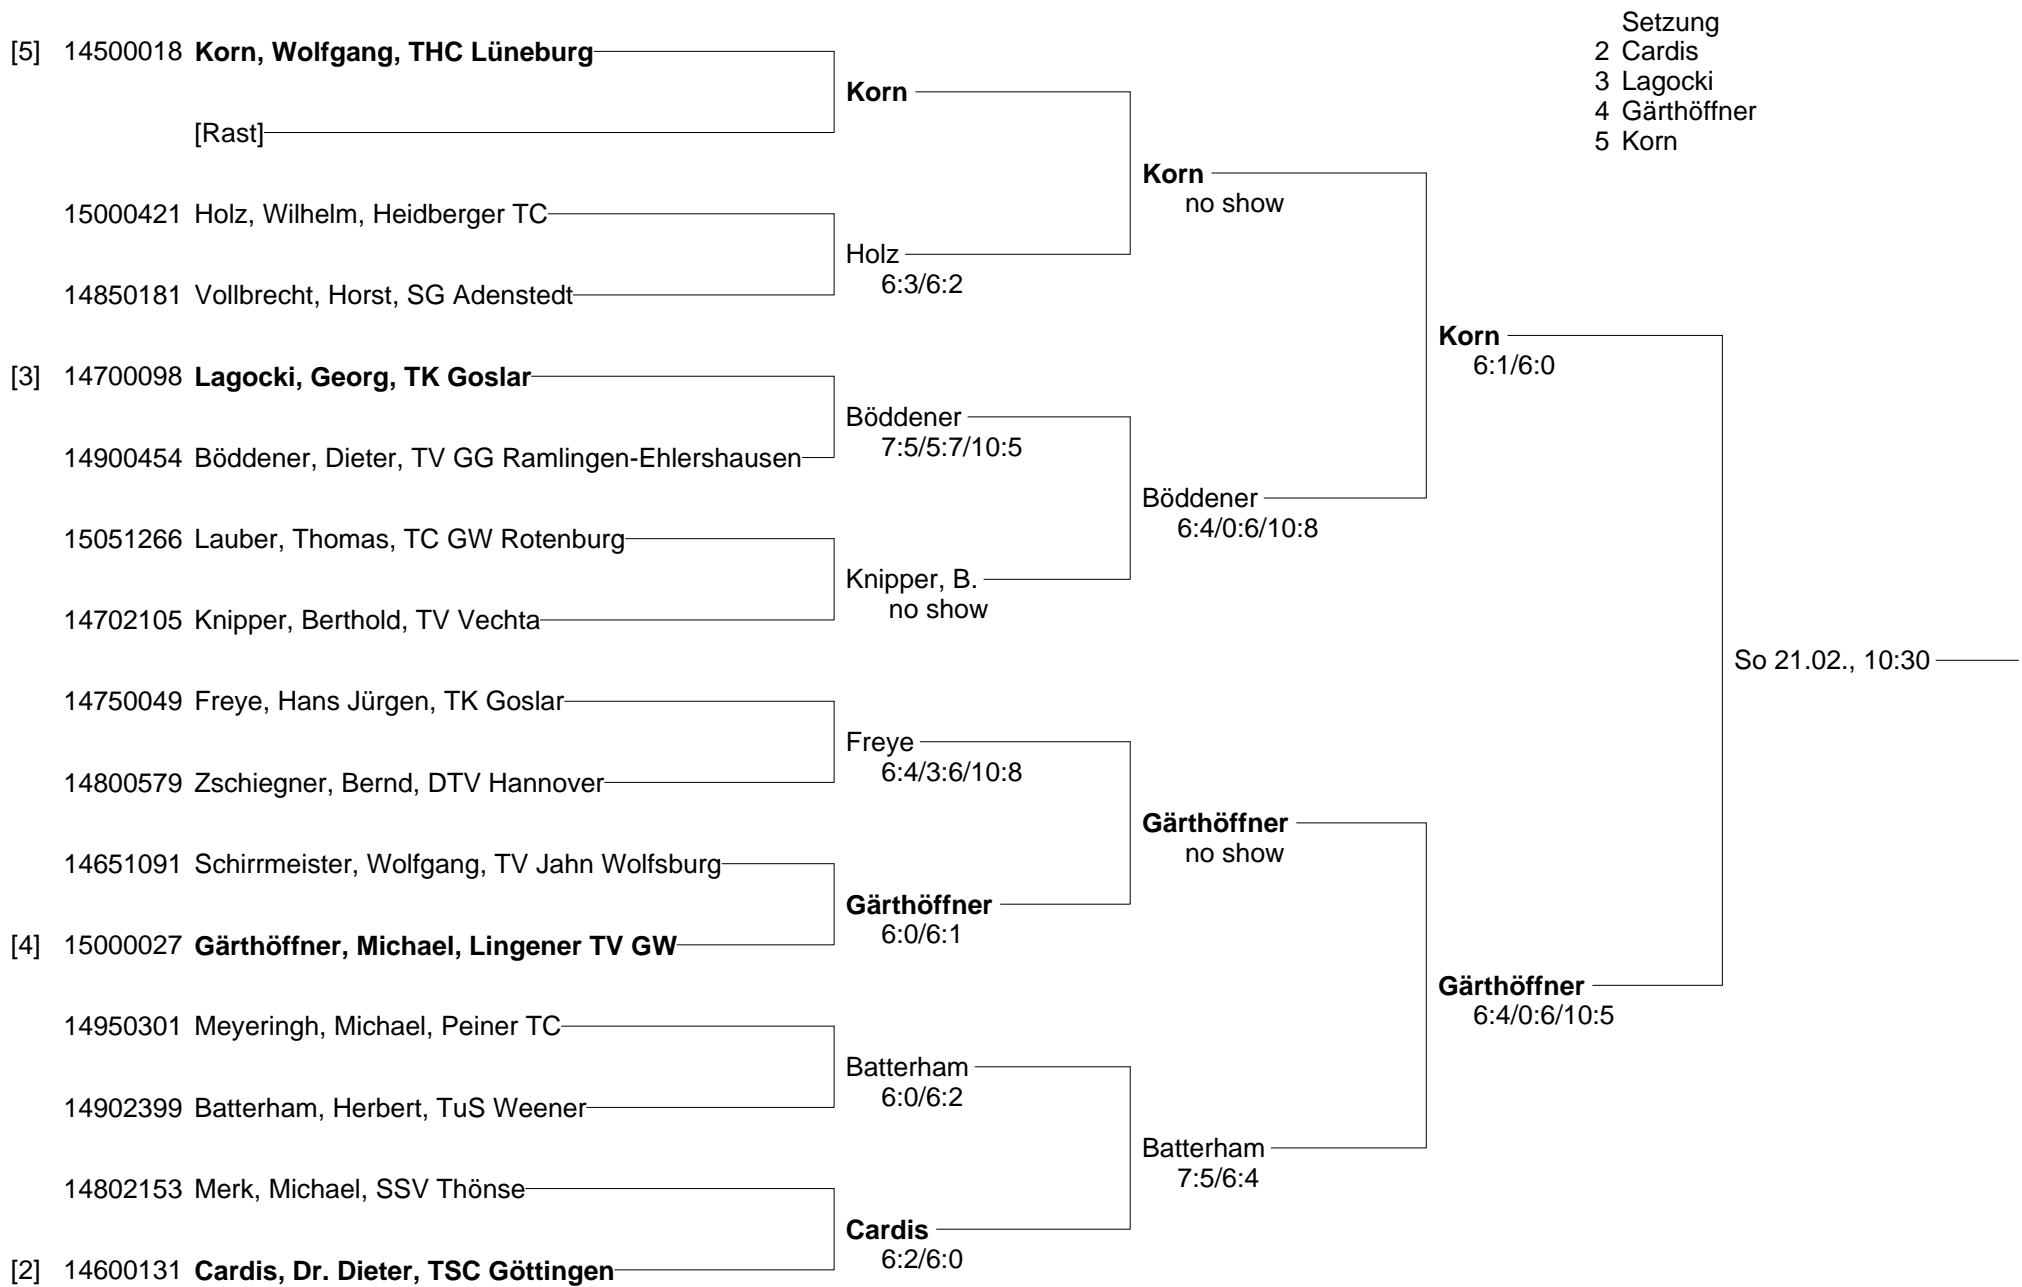 Setzung
2 Cardis
3 Lagocki
4 Gärthöffner
5 Korn
[5] 14500018 Korn, Wolfgang, THC Lüneburg
Korn
[Rast]
Korn
no show
15000421 Holz, Wilhelm, Heidberger TC
Holz
6:3/6:2
14850181 Vollbrecht, Horst, SG Adenstedt
Korn
6:1/6:0
[3] 14700098 Lagocki, Georg, TK Goslar
Böddener
7:5/5:7/10:5
14900454 Böddener, Dieter, TV GG Ramlingen-Ehlershausen
Böddener
6:4/0:6/10:8
15051266 Lauber, Thomas, TC GW Rotenburg
Knipper, B.
no show
14702105 Knipper, Berthold, TV Vechta
So 21.02., 10:30
14750049 Freye, Hans Jürgen, TK Goslar
Freye
6:4/3:6/10:8
14800579 Zschiegner, Bernd, DTV Hannover
Gärthöffner
no show
14651091 Schirrmeister, Wolfgang, TV Jahn Wolfsburg
Gärthöffner
6:0/6:1
[4] 15000027 Gärthöffner, Michael, Lingener TV GW
Gärthöffner
6:4/0:6/10:5
14950301 Meyeringh, Michael, Peiner TC
Batterham
6:0/6:2
14902399 Batterham, Herbert, TuS Weener
Batterham
7:5/6:4
14802153 Merk, Michael, SSV Thönse
Cardis
6:2/6:0
[2] 14600131 Cardis, Dr. Dieter, TSC Göttingen